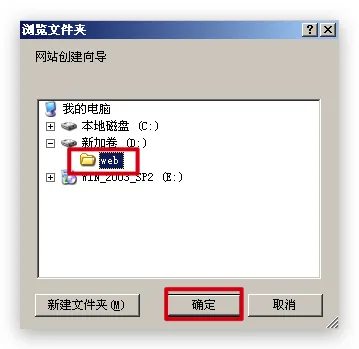 浏览文件夹
网站创建向导
我的电脑
本地磁盘 (C:)
新加卷 (D:)
web
WIN_2003_SP2 (E:)
新建文件夹(M)
确定
取消